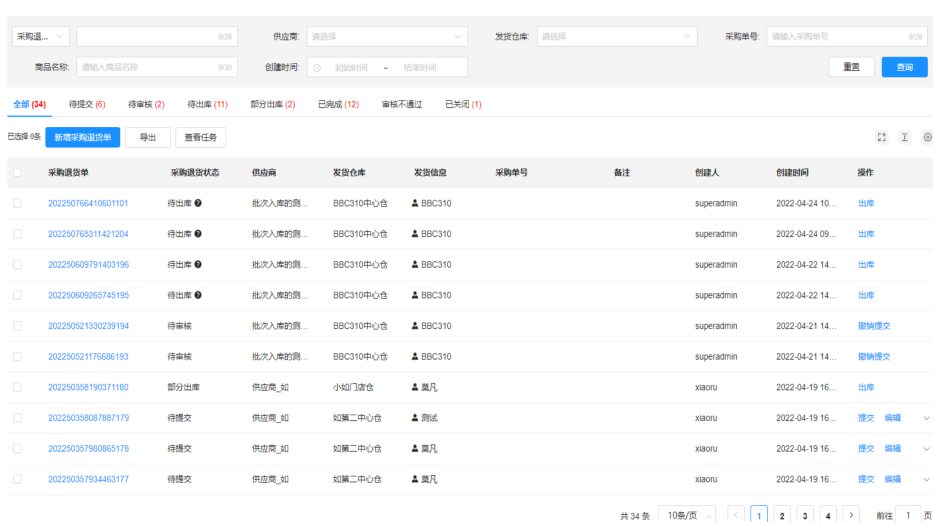 采购退... 0/20 供应商: 请选择 发货仓库: 请选择 采购单号: 请输入采购单号 0/20
商品名称: 请输入商品名称 0/30 创建时间: 起始时间 ~ 结束时间 重置 查询
全部 (34) 待提交 (6) 待审核 (2) 待出库 (11) 部分出库 (2) 已完成 (12) 审核不通过 已关闭 (1)
已选择 0条 新增采购退货单 导出 查看任务
采购退货单 采购退货状态 供应商 发货仓库 发货信息 采购单号 备注 创建人 创建时间 操作
202250766410601101 待出库 批次入库的测... BBC310中心仓 BBC310 superadmin 2022-04-24 10... 出库
202250765311421204 待出库 批次入库的测... BBC310中心仓 BBC310 superadmin 2022-04-24 09... 出库
202250609791403196 待出库 批次入库的测... BBC310中心仓 BBC310 superadmin 2022-04-22 14... 出库
202250609265745195 待出库 批次入库的测... BBC310中心仓 BBC310 superadmin 2022-04-22 14... 出库
202250521330239194 待审核 批次入库的测... BBC310中心仓 BBC310 superadmin 2022-04-21 14... 撤销提交
202250521176686193 待审核 批次入库的测... BBC310中心仓 BBC310 superadmin 2022-04-21 14... 撤销提交
202250358190371180 部分出库 供应商_如 小如门店仓 莫凡 xiaoru 2022-04-19 16... 出库
202250358087887179 待提交 供应商_如 如第二中心仓 测试 xiaoru 2022-04-19 16... 提交 编辑
202250357980865178 待提交 供应商_如 如第二中心仓 莫凡 xiaoru 2022-04-19 16... 提交 编辑
202250357934463177 待提交 供应商_如 如第二中心仓 莫凡 xiaoru 2022-04-19 16... 提交 编辑
共 34 条 10条/页 1 2 3 4 前往 1 页